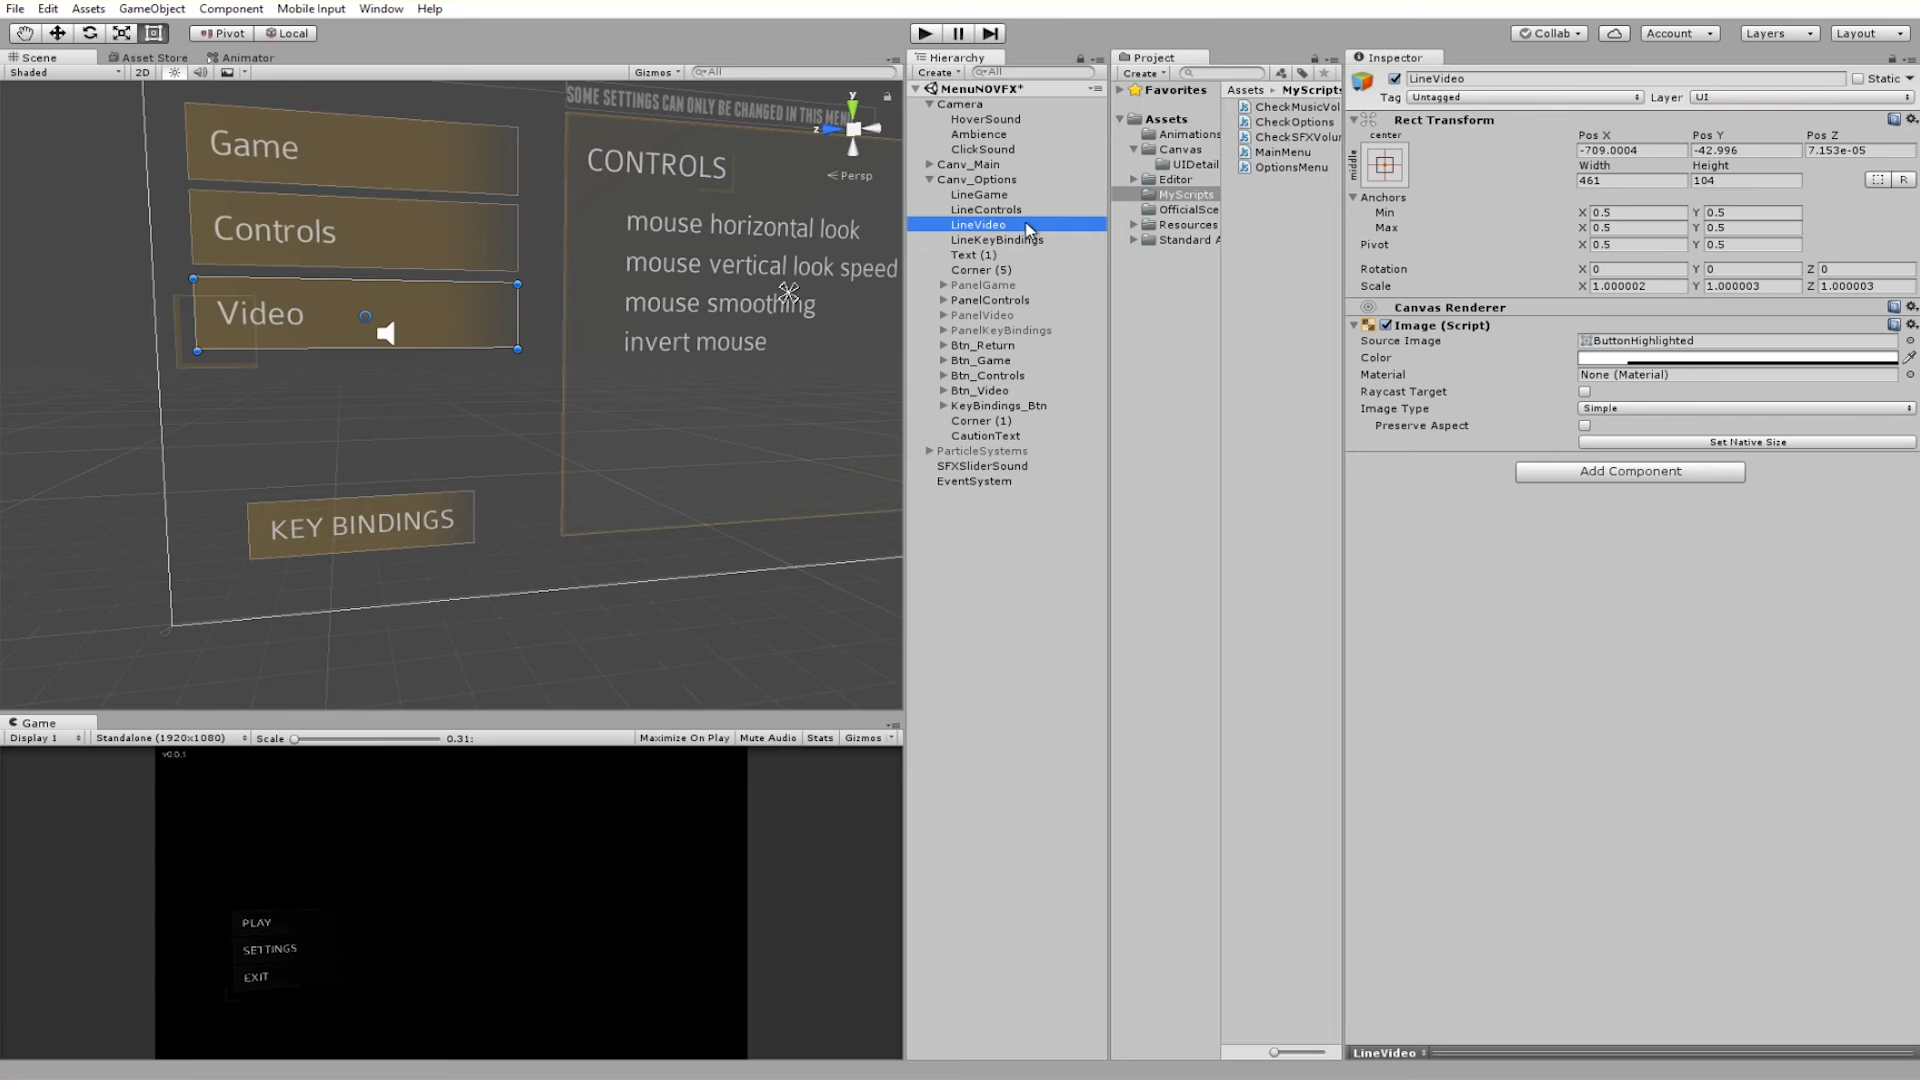 File Edit Assets GameObject Component Mobile Input Window Help
Pivot Local Collab Account Layers Layout
Scene Asset Store Animator
Shaded 2D Gizmos All
SOME SETTINGS CAN ONLY BE CHANGED IN THIS MENU
Game
Controls
Video
KEY BINDINGS
CONTROLS
mouse horizontal look
mouse vertical look speed
mouse smoothing
invert mouse
y
z
Persp
Game
Display 1 Standalone (1920x1080) Scale 0.31: Maximize On Play Mute Audio Stats Gizmos
v0.0.1
PLAY
SETTINGS
EXIT
Hierarchy
Create All
MenuNOVFX*
Camera
HoverSound
Ambience
ClickSound
Canv_Main
Canv_Options
LineGame
LineControls
LineVideo
LineKeyBindings
Text (1)
Corner (5)
PanelGame
PanelControls
PanelVideo
PanelKeyBindings
Btn_Return
Btn_Game
Btn_Controls
Btn_Video
KeyBindings_Btn
Corner (1)
CautionText
ParticleSystems
SFXSliderSound
EventSystem
Project
Create
Favorites
Assets
Animations
Canvas
UIDetail
Editor
MyScripts
OfficialSce
Resources
Standard A
Assets MyScripts
CheckMusicVol
CheckOptions
CheckSFXVolur
MainMenu
OptionsMenu
Inspector
LineVideo Static
Tag Untagged Layer UI
Rect Transform
center Pos X Pos Y Pos Z
middle -709.0004 -42.996 7.153e-05
Width Height
461 104 R
Anchors
Min X 0.5 Y 0.5
Max X 0.5 Y 0.5
Pivot X 0.5 Y 0.5
Rotation X 0 Y 0 Z 0
Scale X 1.000002 Y 1.000003 Z 1.000003
Canvas Renderer
Image (Script)
Source Image ButtonHighlighted
Color
Material None (Material)
Raycast Target
Image Type Simple
Preserve Aspect
Set Native Size
Add Component
LineVideo